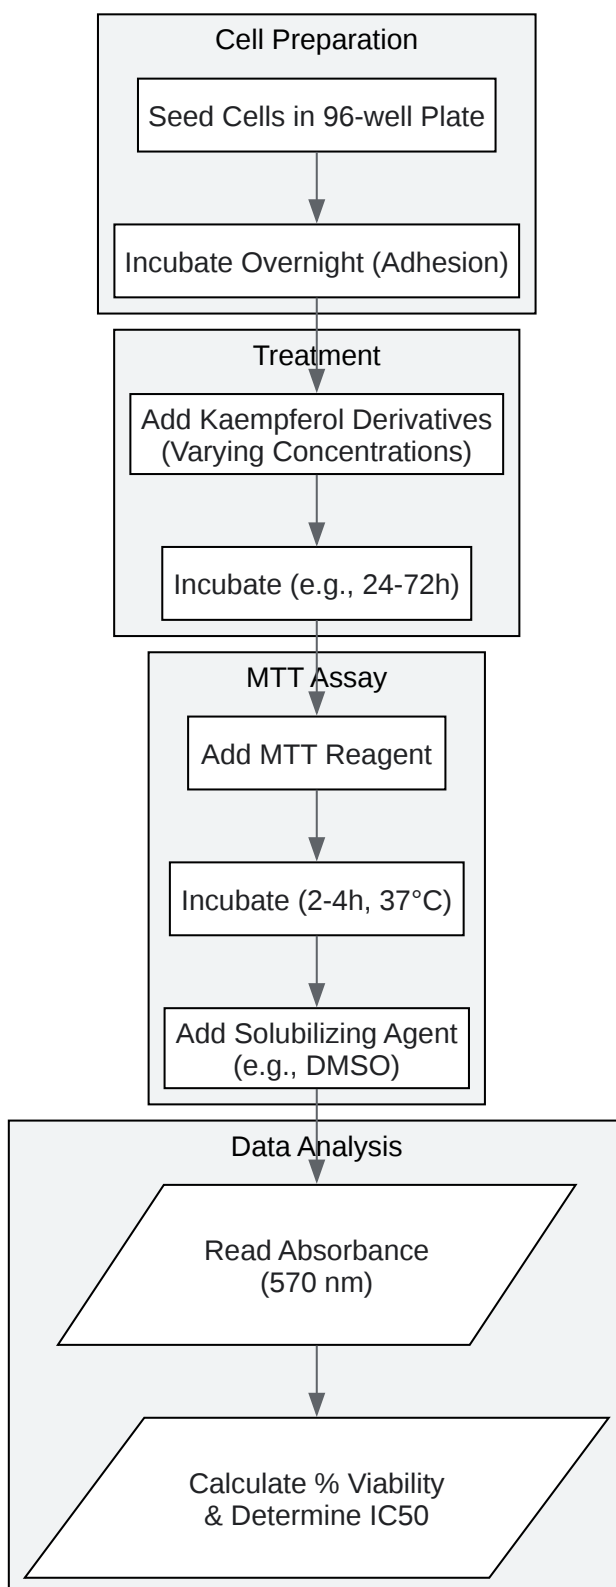 Cell Preparation
Seed Cells in 96-well Plate
Incubate Overnight (Adhesion)
Treatment
Add Kaempferol Derivatives
(Varying Concentrations)
Incubate (e.g., 24-72h)
MTT Assay
Add MTT Reagent
Incubate (2-4h, 37°C)
Add Solubilizing Agent
(e.g., DMSO)
Data Analysis
Read Absorbance
(570 nm)
Calculate % Viability
& Determine IC50